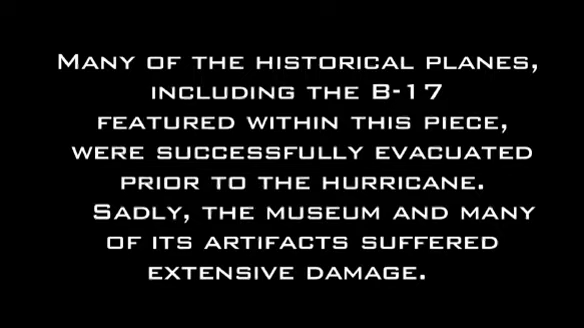 Many of the historical planes,
including the B-17
featured within this piece,
were successfully evacuated
prior to the hurricane.
Sadly, the museum and many
of its artifacts suffered
extensive damage.